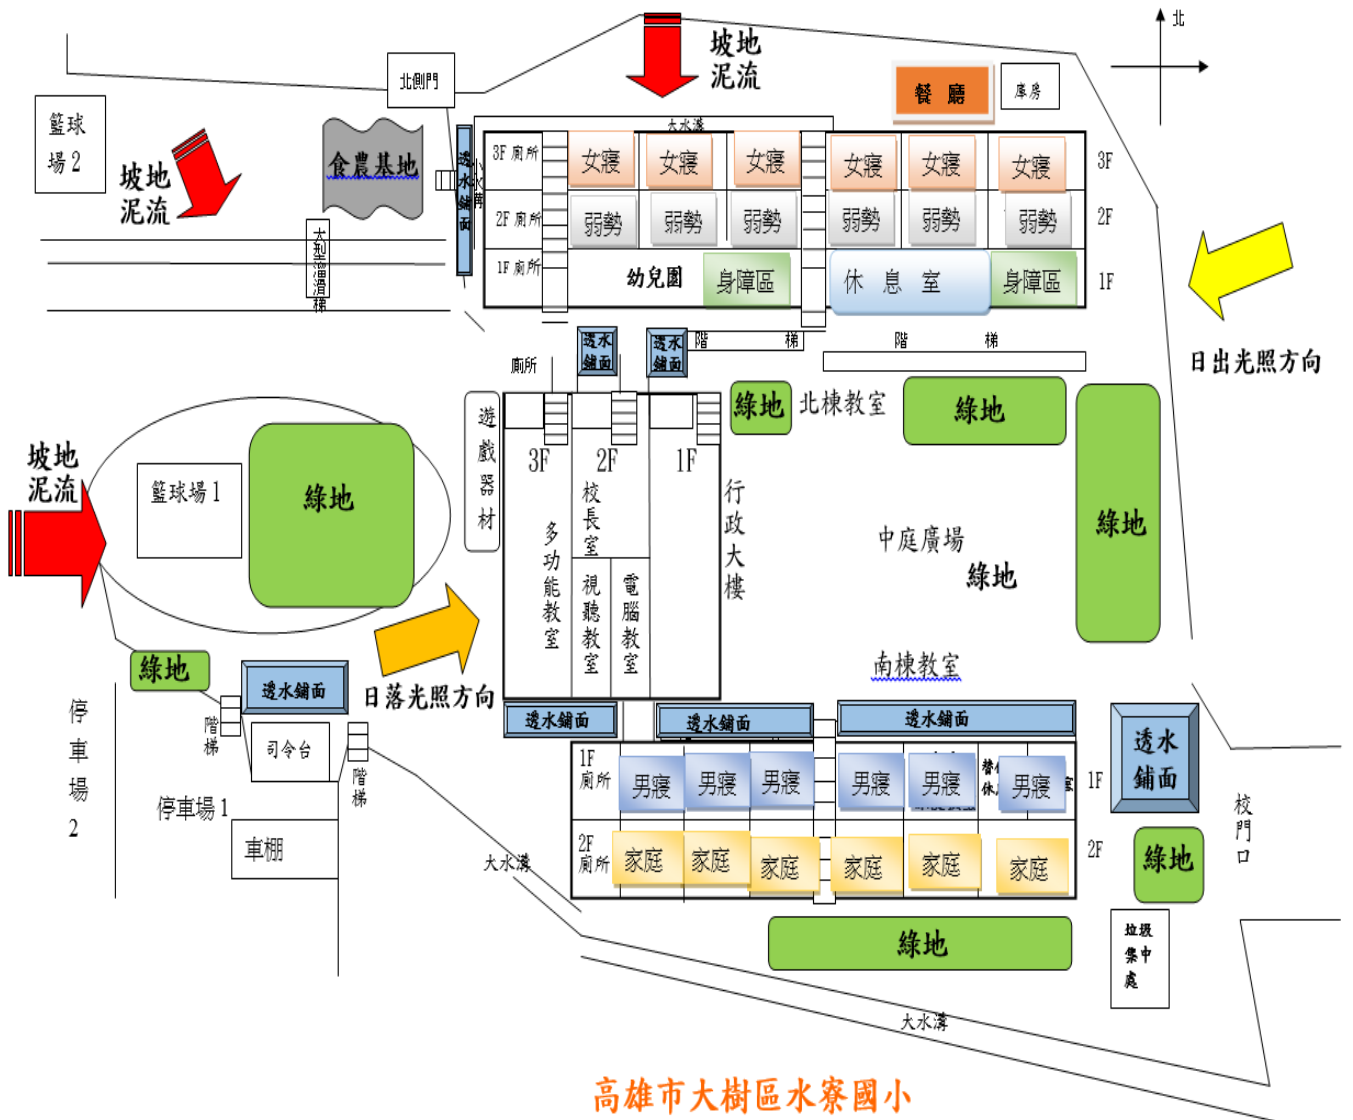 北
坡地
泥流
北側門
餐 廳
庫房
籃球
場 2
大水溝
坡地
泥流
食農基地
透水鋪面
小水溝
3F 廁所
女寢
女寢
女寢
女寢
女寢
女寢
3F
2F 廁所
弱勢
弱勢
弱勢
弱勢
弱勢
弱勢
2F
大型溜滑梯
1F 廁所
幼兒園
身障區
休 息 室
身障區
1F
透水
鋪面
透水
鋪面
階 梯
階 梯
日出光照方向
廁所
遊戲器材
綠地
北棟教室
綠地
綠地
3F
2F
1F
坡地
泥流
籃球場 1
綠地
多功能教室
校長室
視聽教室
電腦教室
行政大樓
中庭廣場
綠地
綠地
透水鋪面
日落光照方向
南棟教室
停車場2
階梯
司令台
階梯
透水鋪面
透水鋪面
透水鋪面
透水
鋪面
停車場 1
車棚
1F
廁所
男寢
男寢
男寢
男寢
男寢
男寢
1F
校門口
2F
廁所
家庭
家庭
家庭
家庭
家庭
家庭
2F
綠地
大水溝
綠地
垃圾
集中
處
大水溝
高雄市大樹區水寮國小